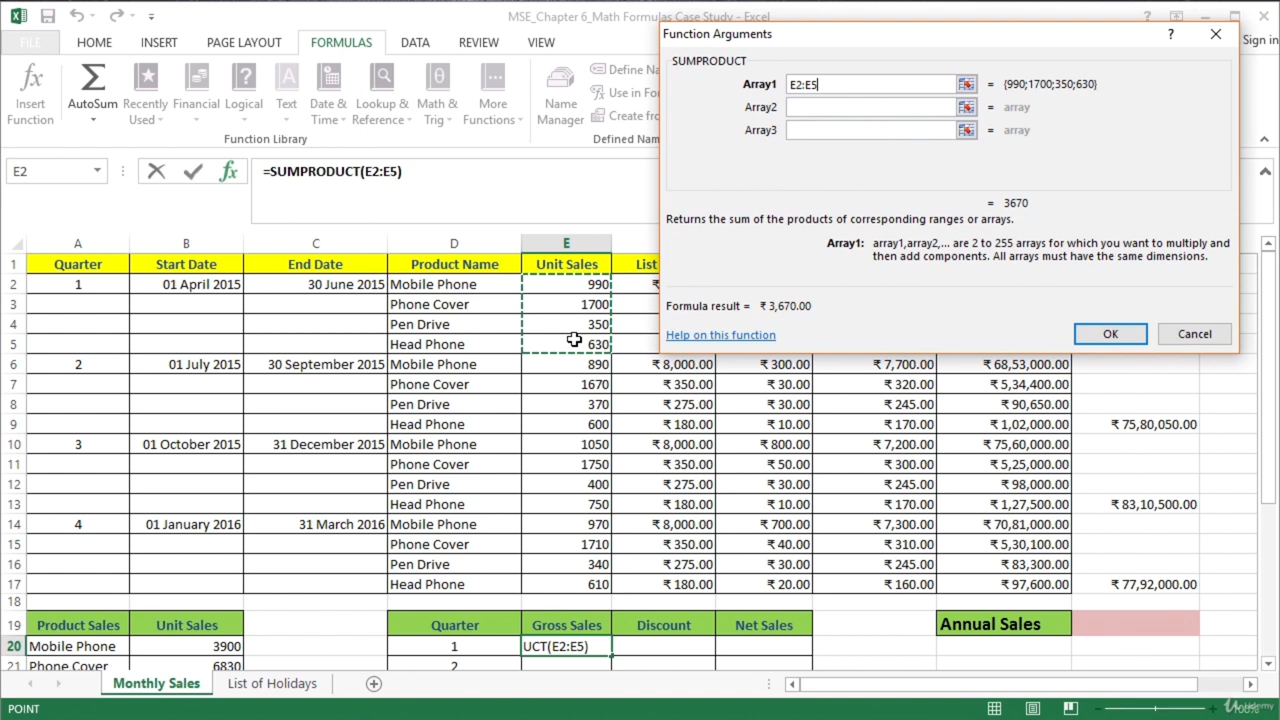 MSE_Chapter 6_Math Formulas Case Study - Excel
FILE HOME INSERT PAGE LAYOUT FORMULAS DATA REVIEW VIEW Sign in
Insert Function
AutoSum
Recently Used
Financial
Logical
Text
Date & Time
Lookup & Reference
Math & Trig
More Functions
Name Manager
Define Na
Use in Fo
Create fro
Function Library Defined Nam
Function Arguments ?
SUMPRODUCT
Array1 E2:E5 = {990;1700;350;630}
Array2 = array
Array3 = array
= 3670
Returns the sum of the products of corresponding ranges or arrays.
Array1: array1,array2,... are 2 to 255 arrays for which you want to multiply and
then add components. All arrays must have the same dimensions.
Formula result = ₹ 3,670.00
Help on this function OK Cancel
E2 fx =SUMPRODUCT(E2:E5)
A B C D E
1 Quarter Start Date End Date Product Name Unit Sales List
2 1 01 April 2015 30 June 2015 Mobile Phone 990
3 Phone Cover 1700
4 Pen Drive 350
5 Head Phone 630
6 2 01 July 2015 30 September 2015 Mobile Phone 890 ₹ 8,000.00 ₹ 300.00 ₹ 7,700.00 ₹ 68,53,000.00
7 Phone Cover 1670 ₹ 350.00 ₹ 30.00 ₹ 320.00 ₹ 5,34,400.00
8 Pen Drive 370 ₹ 275.00 ₹ 30.00 ₹ 245.00 ₹ 90,650.00
9 Head Phone 600 ₹ 180.00 ₹ 10.00 ₹ 170.00 ₹ 1,02,000.00 ₹ 75,80,050.00
10 3 01 October 2015 31 December 2015 Mobile Phone 1050 ₹ 8,000.00 ₹ 800.00 ₹ 7,200.00 ₹ 75,60,000.00
11 Phone Cover 1750 ₹ 350.00 ₹ 50.00 ₹ 300.00 ₹ 5,25,000.00
12 Pen Drive 400 ₹ 275.00 ₹ 30.00 ₹ 245.00 ₹ 98,000.00
13 Head Phone 750 ₹ 180.00 ₹ 10.00 ₹ 170.00 ₹ 1,27,500.00 ₹ 83,10,500.00
14 4 01 January 2016 31 March 2016 Mobile Phone 970 ₹ 8,000.00 ₹ 700.00 ₹ 7,300.00 ₹ 70,81,000.00
15 Phone Cover 1710 ₹ 350.00 ₹ 40.00 ₹ 310.00 ₹ 5,30,100.00
16 Pen Drive 340 ₹ 275.00 ₹ 30.00 ₹ 245.00 ₹ 83,300.00
17 Head Phone 610 ₹ 180.00 ₹ 20.00 ₹ 160.00 ₹ 97,600.00 ₹ 77,92,000.00
18
19 Product Sales Unit Sales Quarter Gross Sales Discount Net Sales Annual Sales
20 Mobile Phone 3900 1 UCT(E2:E5)
21 Phone Cover 6830 2
Monthly Sales List of Holidays
POINT 100% Udemy